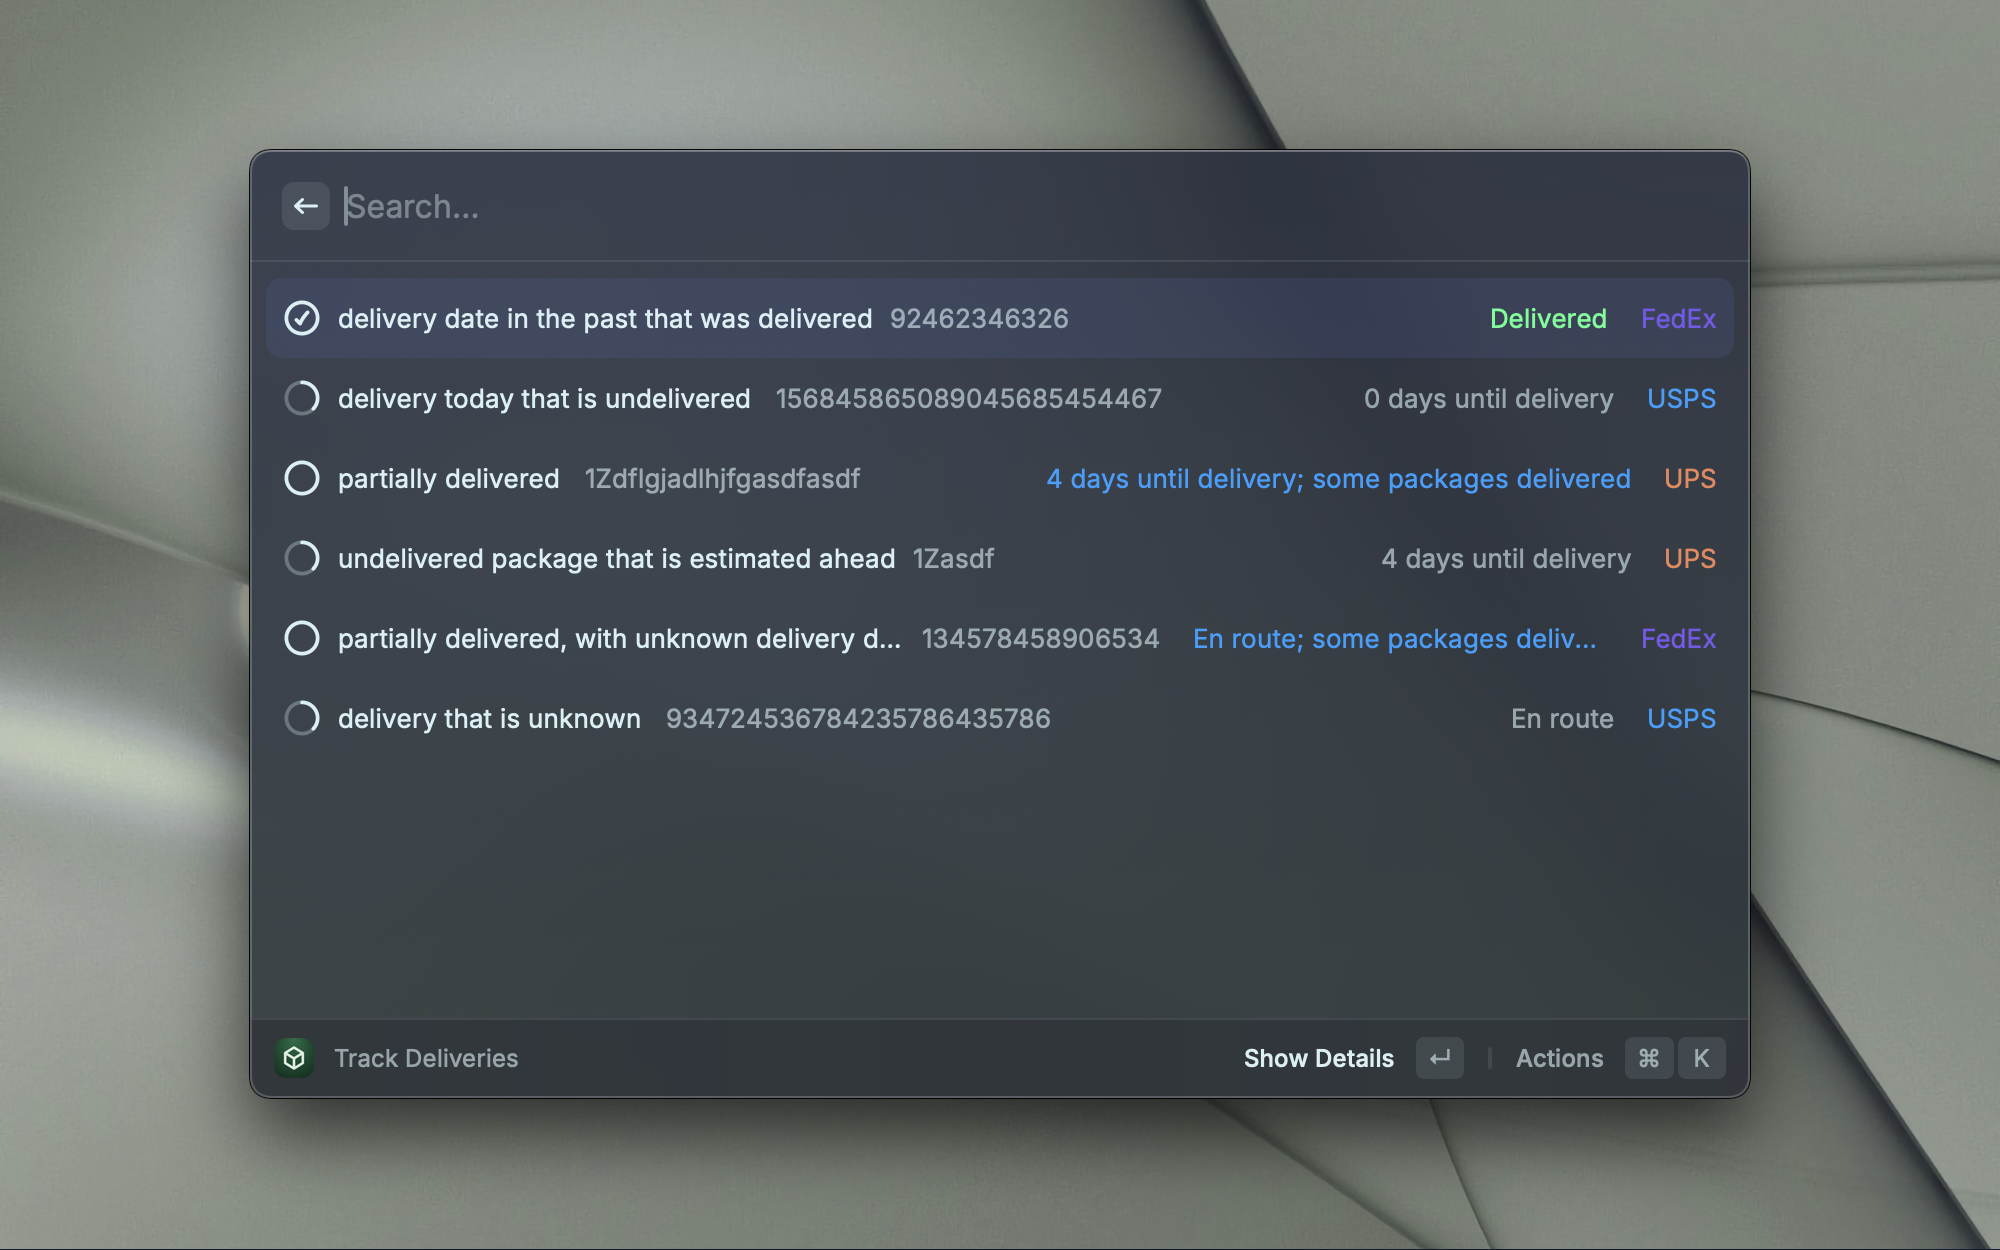 Search...
delivery date in the past that was delivered 92462346326 Delivered FedEx
delivery today that is undelivered 156845865089045685454467 0 days until delivery USPS
partially delivered 1Zdflgjadlhjfgasdfasdf 4 days until delivery; some packages delivered UPS
undelivered package that is estimated ahead 1Zasdf 4 days until delivery UPS
partially delivered, with unknown delivery d... 134578458906534 En route; some packages deliv... FedEx
delivery that is unknown 934724536784235786435786 En route USPS
Track Deliveries Show Details ↵ Actions ⌘ K